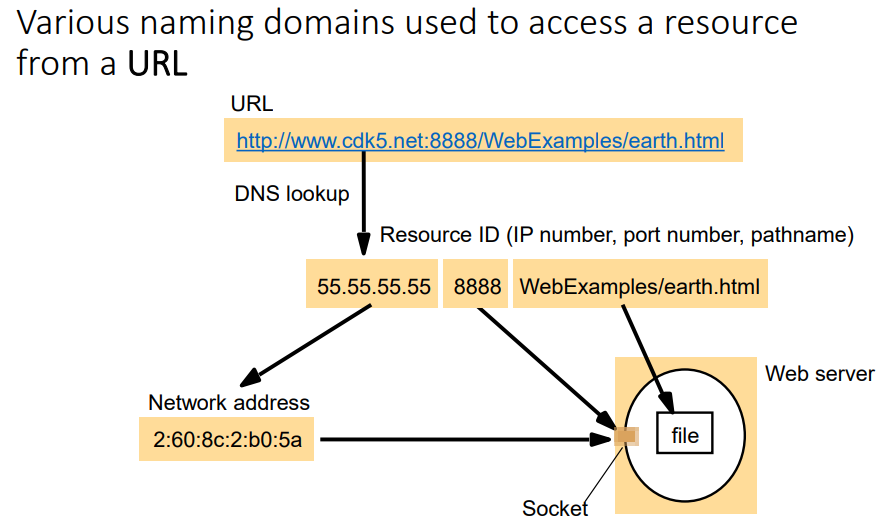 Various naming domains used to access a resource
from a URL
URL
http://www.cdk5.net:8888/WebExamples/earth.html
DNS lookup
Resource ID (IP number, port number, pathname)
55.55.55.55 8888 WebExamples/earth.html
Web server
Network address
2:60:8c:2:b0:5a
file
Socket